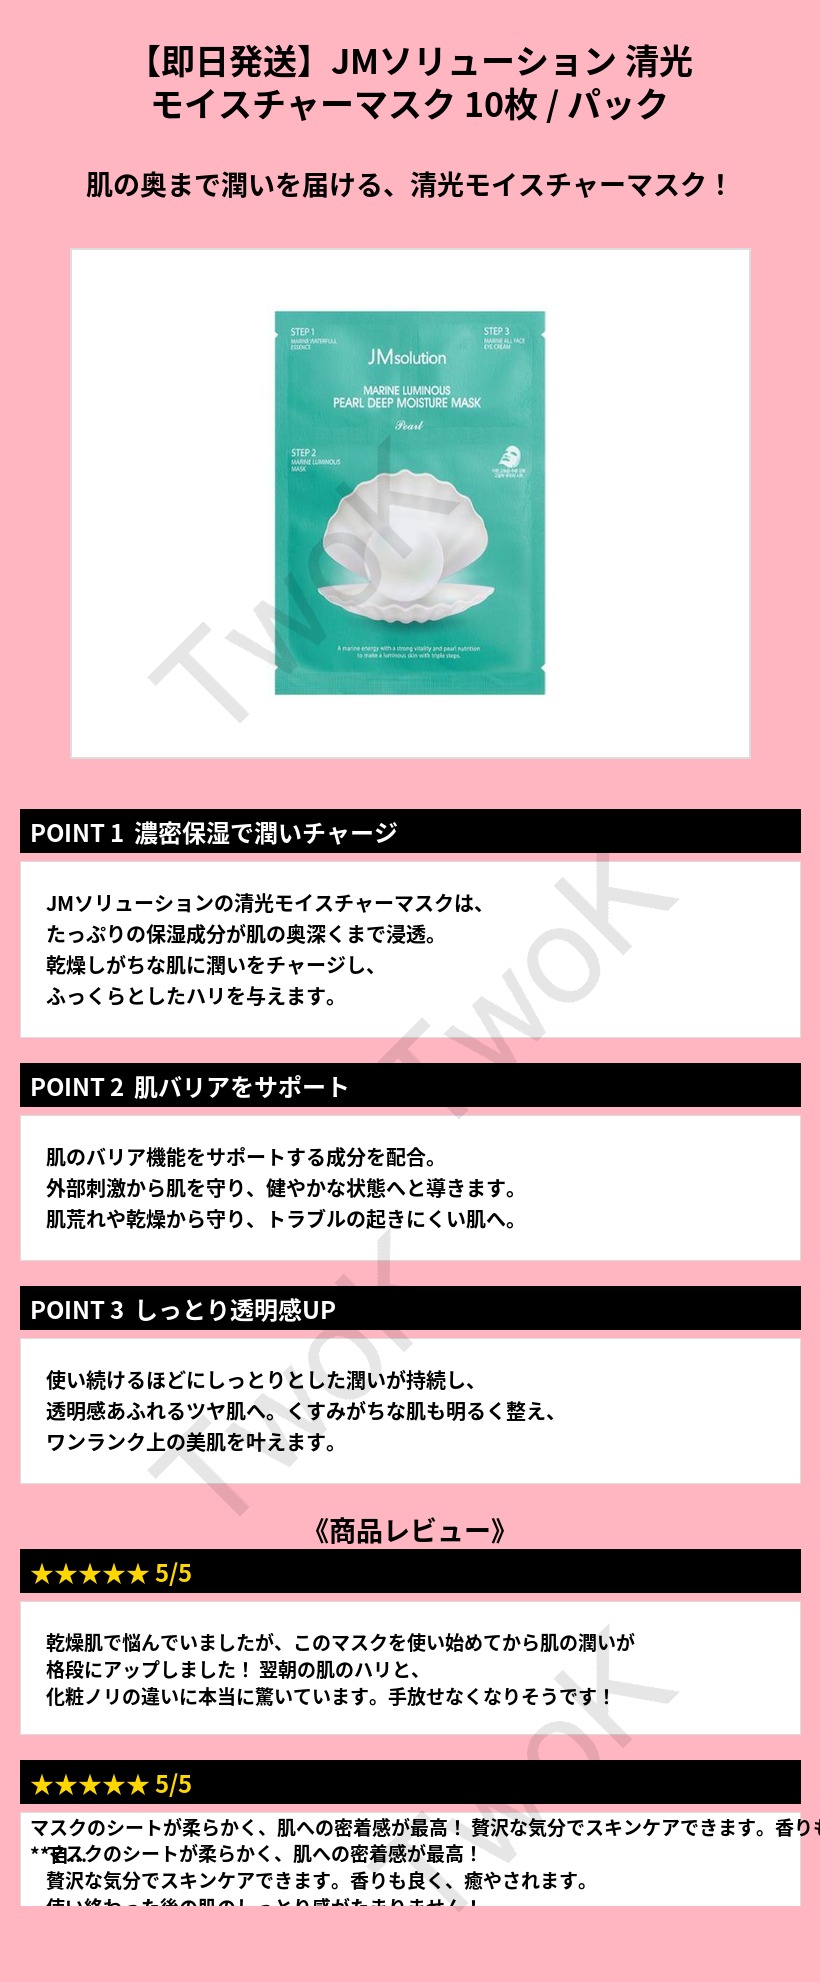 【即日発送】JMソリューション 清光
モイスチャーマスク 10枚 / パック
肌の奥まで潤いを届ける、清光モイスチャーマスク！
STEP 1
MARINE WATERFULL
ESSENCE
STEP 3
MARINE ALL FACE
EYE CREAM
JMsolution
MARINE LUMINOUS
PEARL DEEP MOISTURE MASK
Pearl
STEP 2
MARINE LUMINOUS
MASK
A marine energy with a strong vitality and pearl nutrition
to make a luminous skin with triple steps.
TwoK
POINT 1 濃密保湿で潤いチャージ
JMソリューションの清光モイスチャーマスクは、
たっぷりの保湿成分が肌の奥深くまで浸透。
乾燥しがちな肌に潤いをチャージし、
ふっくらとしたハリを与えます。
TwoK
POINT 2 肌バリアをサポート
肌のバリア機能をサポートする成分を配合。
外部刺激から肌を守り、健やかな状態へと導きます。
肌荒れや乾燥から守り、トラブルの起きにくい肌へ。
POINT 3 しっとり透明感UP
使い続けるほどにしっとりとした潤いが持続し、
透明感あふれるツヤ肌へ。くすみがちな肌も明るく整え、
ワンランク上の美肌を叶えます。
TwoK
《商品レビュー》
★★★★★ 5/5
乾燥肌で悩んでいましたが、このマスクを使い始めてから肌の潤いが
格段にアップしました！ 翌朝の肌のハリと、
化粧ノリの違いに本当に驚いています。手放せなくなりそうです！
TwoK
★★★★★ 5/5
マスクのシートが柔らかく、肌への密着感が最高！ 贅沢な気分でスキンケアできます。香りも
マスクのシートが柔らかく、肌への密着感が最高！
贅沢な気分でスキンケアできます。香りも良く、癒やされます。
使い終わった後の肌のしっとり感がたまりません！